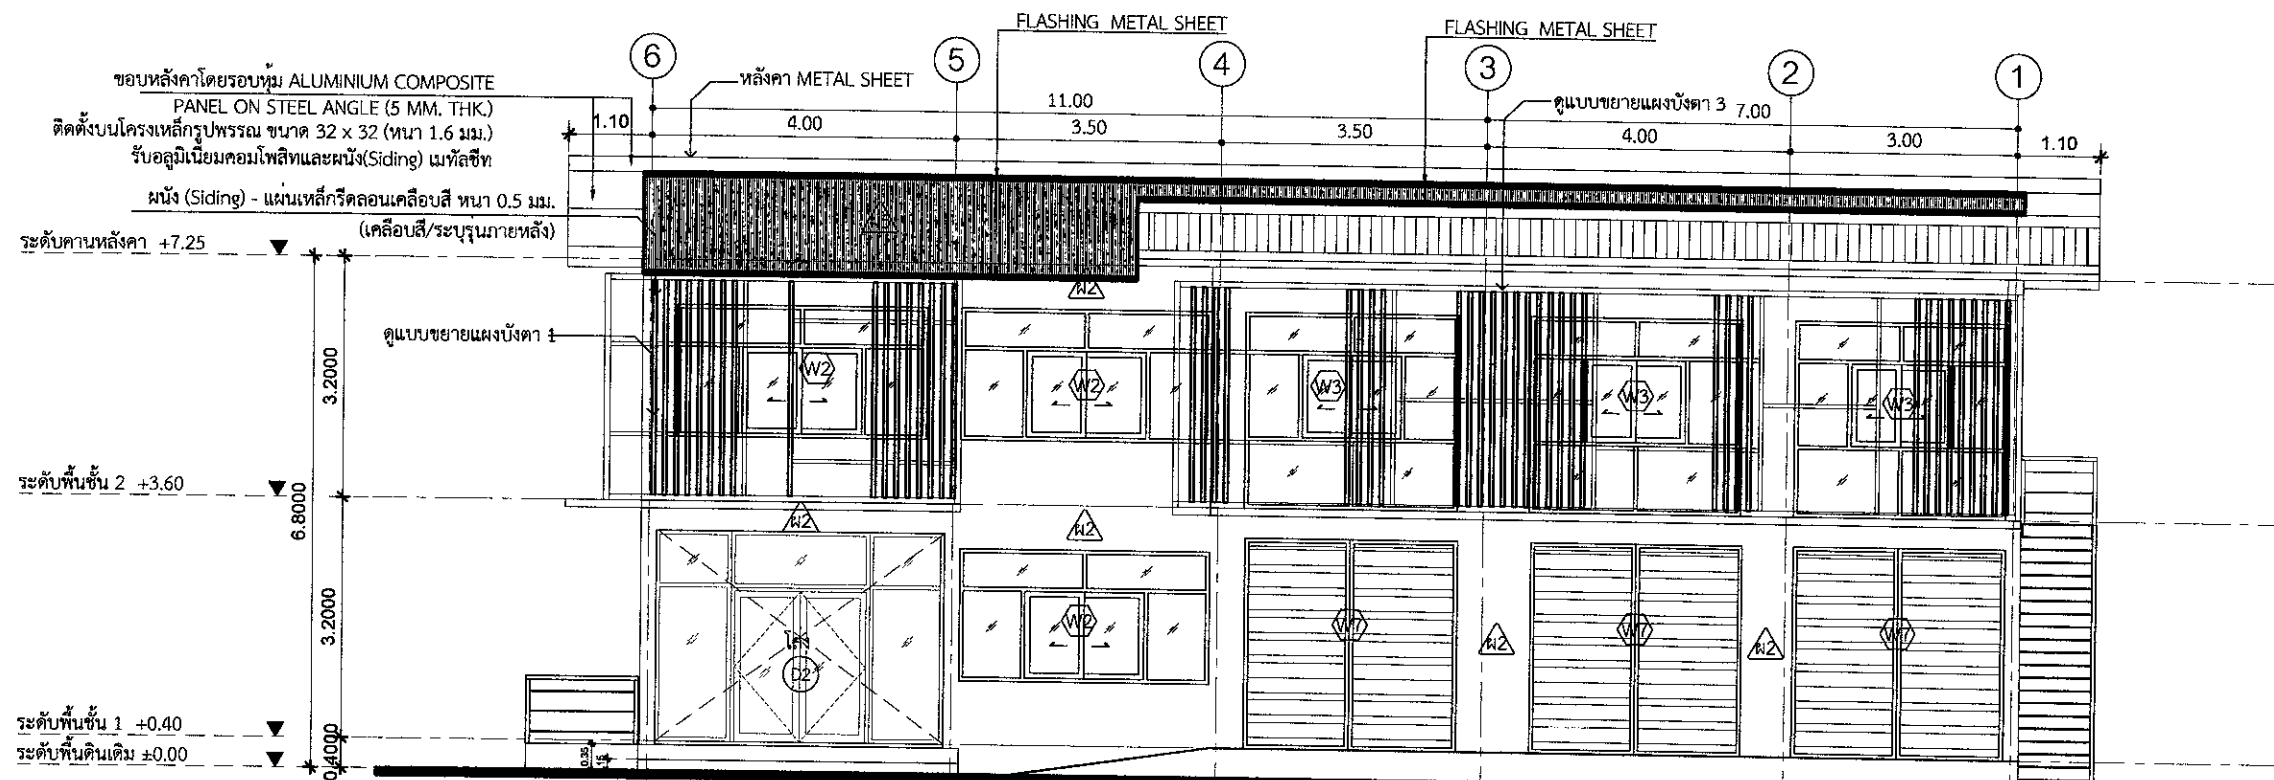 FLASHING METAL SHEET
FLASHING METAL SHEET
6
5
4
3
2
1
ขอบหลังคาโดยรอบหุ้ม ALUMINIUM COMPOSITE
PANEL ON STEEL ANGLE (5 MM. THK.)
ติดตั้งบนโครงเหล็กรูปพรรณ ขนาด 32 x 32 (หนา 1.6 มม.)
รับอลูมิเนียมคอมโพสิทและผนัง(Siding) เมทัลชีท
หลังคา METAL SHEET
ดูแบบขยายแผงบังตา 3
11.00
7.00
1.10
4.00
3.50
3.50
4.00
3.00
1.10
ผนัง (Siding) - แผ่นเหล็กรีดลอนเคลือบสี หนา 0.5 มม.
(เคลือบสี/ระบุรุ่นภายหลัง)
ระดับคานหลังคา +7.25
ผ2
ดูแบบขยายแผงบังตา 1
3.2000
W2
W2
W3
W3
W3
ระดับพื้นชั้น 2 +3.60
6.8000
ผ2
ผ2
3.2000
W2
W7
W7
W7
ผ2
ผ2
D2
ระดับพื้นชั้น 1 +0.40
ระดับพื้นดินเดิม ±0.00
0.4000
0.35
.15